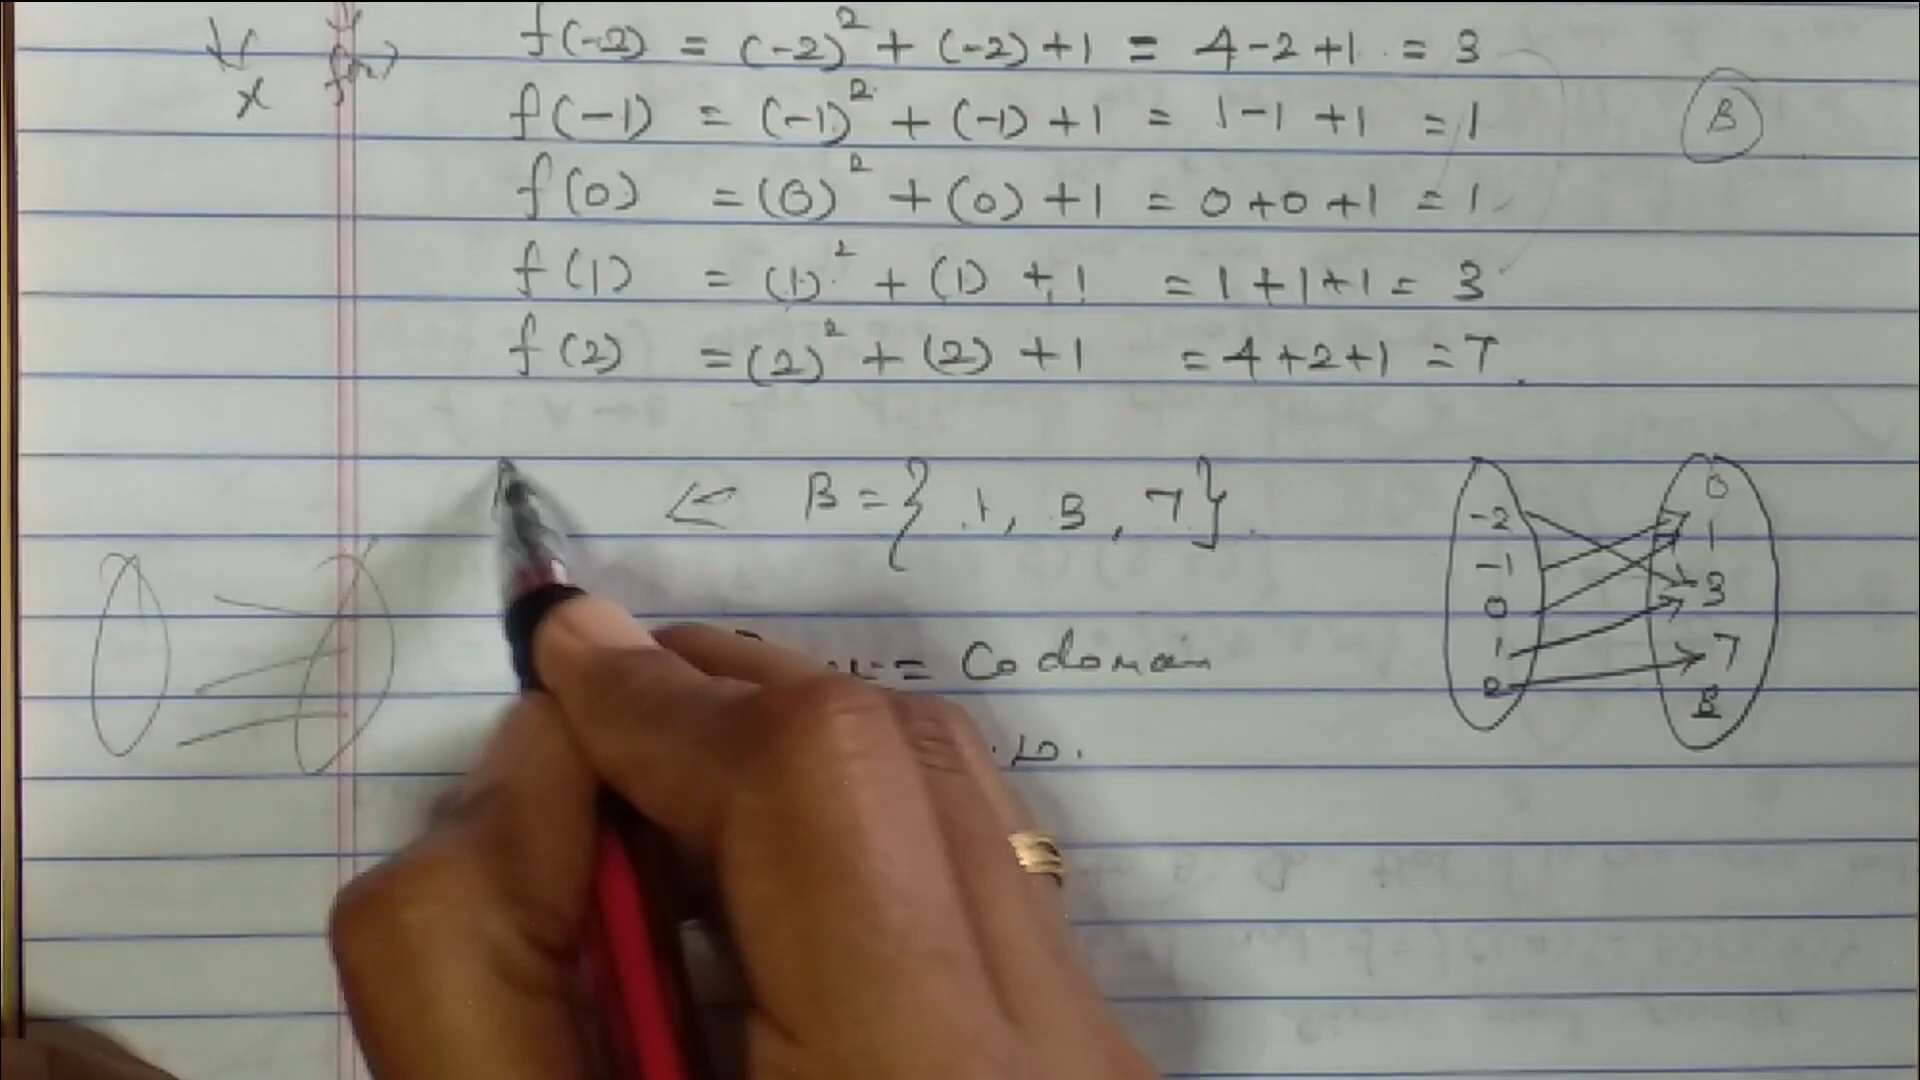 x f(x)
f(-2) = (-2)² + (-2) + 1 = 4 - 2 + 1 = 3
f(-1) = (-1)² + (-1) + 1 = 1 - 1 + 1 = 1
B
f(0) = (0)² + (0) + 1 = 0 + 0 + 1 = 1
f(1) = (1)² + (1) + 1 = 1 + 1 + 1 = 3
f(2) = (2)² + (2) + 1 = 4 + 2 + 1 = 7
B = { 1, 3, 7 }.
= Codomain
-2
-1
0
1
2
0
1
3
7
B